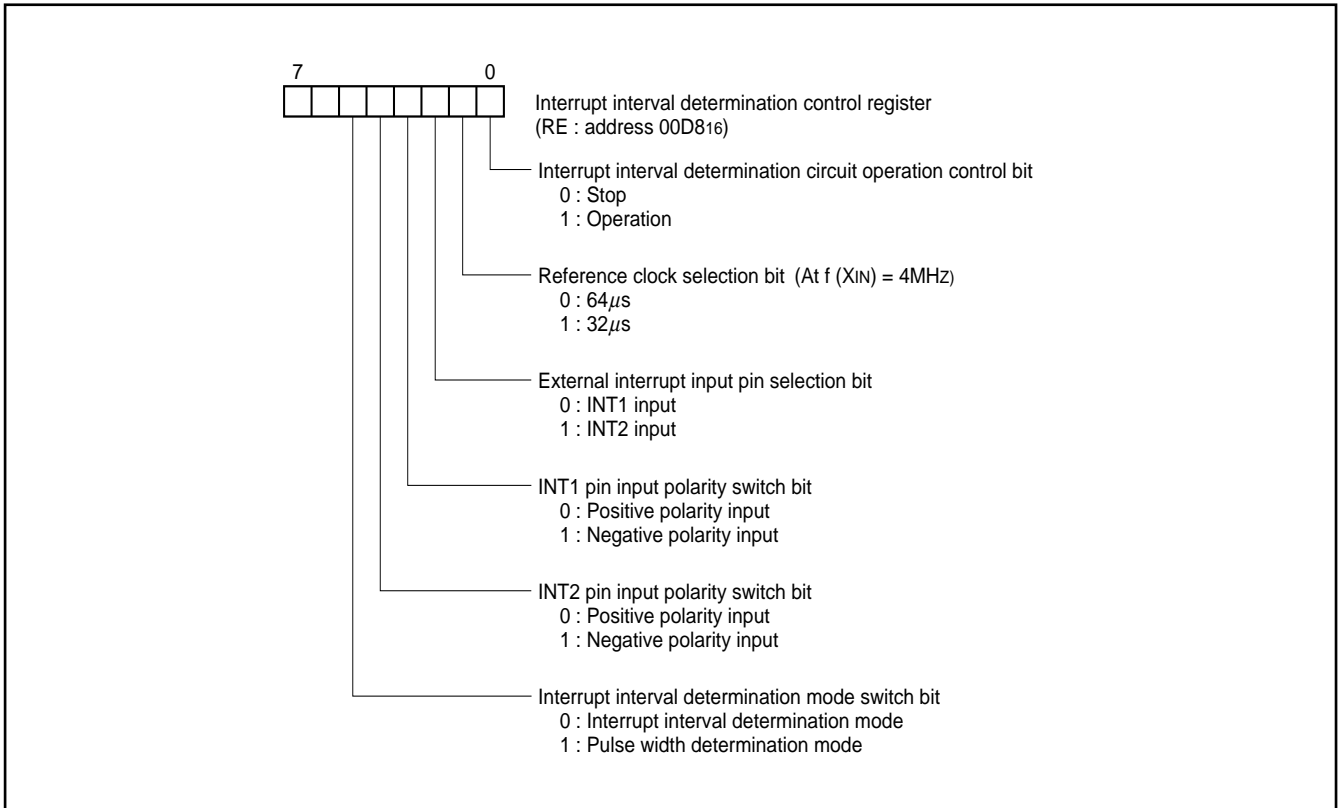 7 0
Interrupt interval determination control register
(RE : address 00D816)
Interrupt interval determination circuit operation control bit
0 : Stop
1 : Operation
Reference clock selection bit (At f (XIN) = 4MHZ)
0 : 64μs
1 : 32μs
External interrupt input pin selection bit
0 : INT1 input
1 : INT2 input
INT1 pin input polarity switch bit
0 : Positive polarity input
1 : Negative polarity input
INT2 pin input polarity switch bit
0 : Positive polarity input
1 : Negative polarity input
Interrupt interval determination mode switch bit
0 : Interrupt interval determination mode
1 : Pulse width determination mode